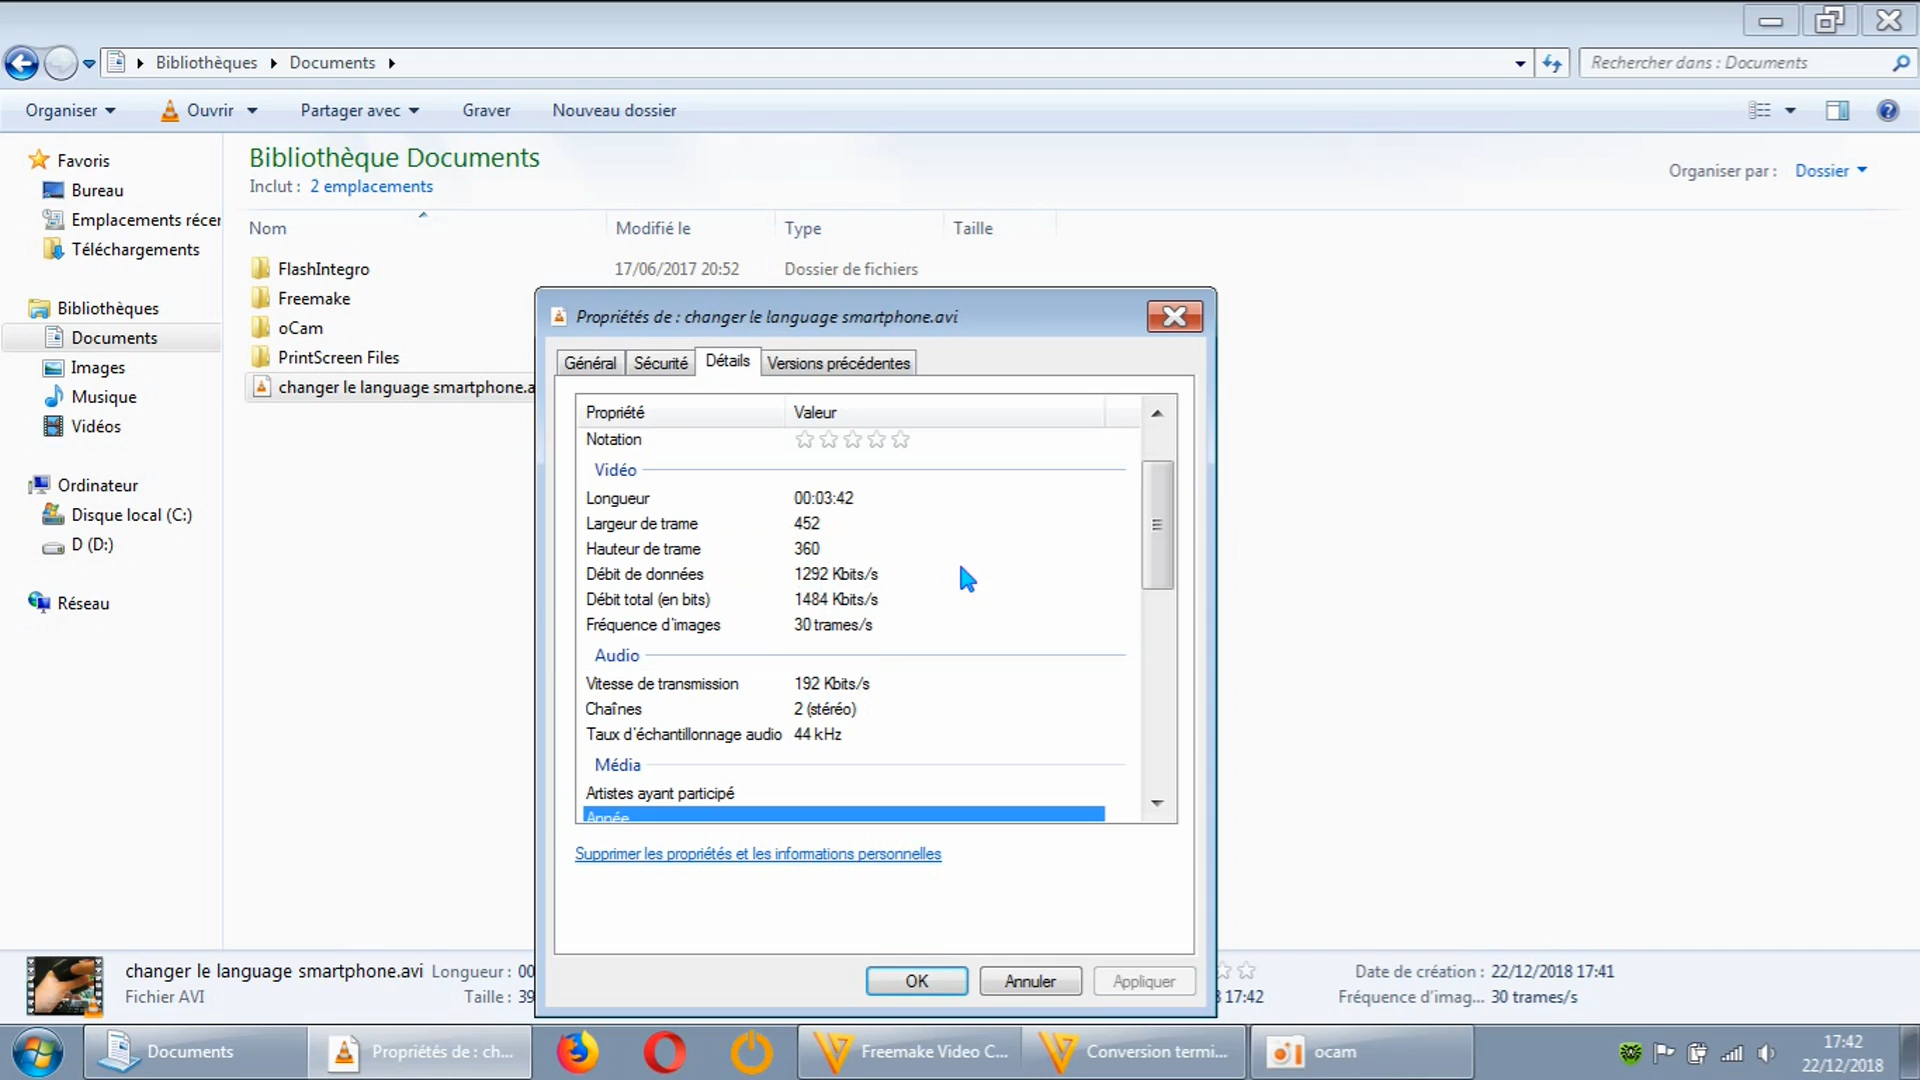 Bibliothèques
Documents
Rechercher dans : Documents
Organiser
Ouvrir
Partager avec
Graver
Nouveau dossier
Favoris
Bureau
Emplacements récer
Téléchargements
Bibliothèques
Documents
Images
Musique
Vidéos
Ordinateur
Disque local (C:)
D (D:)
Réseau
Bibliothèque Documents
Inclut : 2 emplacements
Organiser par : Dossier
Nom Modifié le Type Taille
FlashIntegro 17/06/2017 20:52 Dossier de fichiers
Freemake
oCam
PrintScreen Files
changer le language smartphone.a
Propriétés de : changer le language smartphone.avi
Général Sécurité Détails Versions précédentes
Propriété Valeur
Notation
Vidéo
Longueur 00:03:42
Largeur de trame 452
Hauteur de trame 360
Débit de données 1292 Kbits/s
Débit total (en bits) 1484 Kbits/s
Fréquence d'images 30 trames/s
Audio
Vitesse de transmission 192 Kbits/s
Chaînes 2 (stéréo)
Taux d'échantillonnage audio 44 kHz
Média
Artistes ayant participé
Année
Supprimer les propriétés et les informations personnelles
OK Annuler Appliquer
changer le language smartphone.avi Longueur : 00
Fichier AVI Taille : 39
17:42
Date de création : 22/12/2018 17:41
Fréquence d'imag... 30 trames/s
Documents
Propriétés de : ch...
Freemake Video C...
Conversion termi...
ocam
17:42
22/12/2018